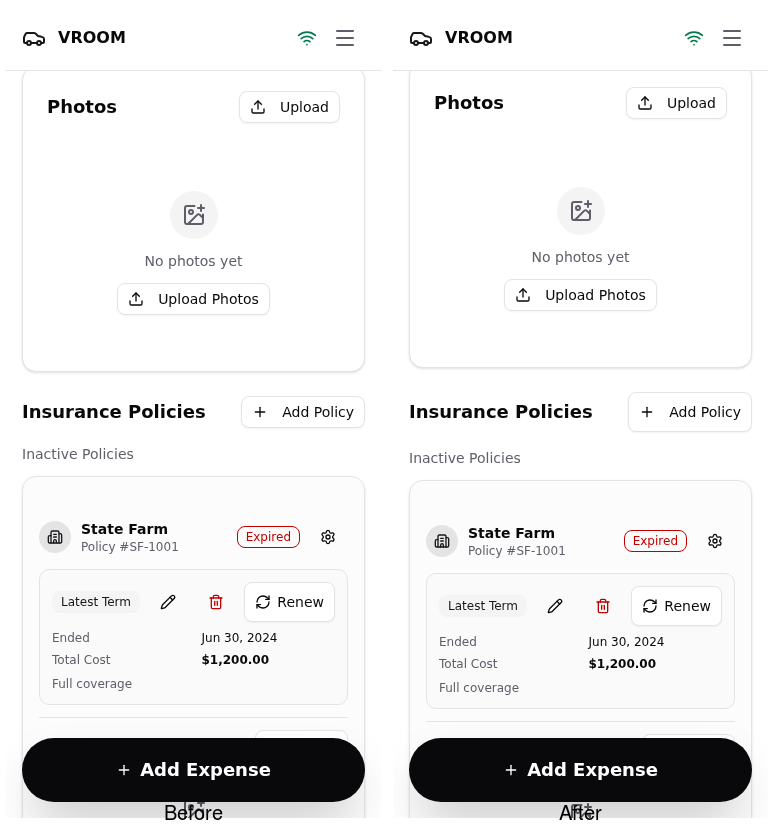 VROOM
Photos
Upload
No photos yet
Upload Photos
Insurance Policies
Add Policy
Inactive Policies
State Farm
Policy #SF-1001
Expired
Latest Term
Renew
Ended Jun 30, 2024
Total Cost $1,200.00
Full coverage
+ Add Expense
Before
VROOM
Photos
Upload
No photos yet
Upload Photos
Insurance Policies
Add Policy
Inactive Policies
State Farm
Policy #SF-1001
Expired
Latest Term
Renew
Ended Jun 30, 2024
Total Cost $1,200.00
Full coverage
+ Add Expense
After